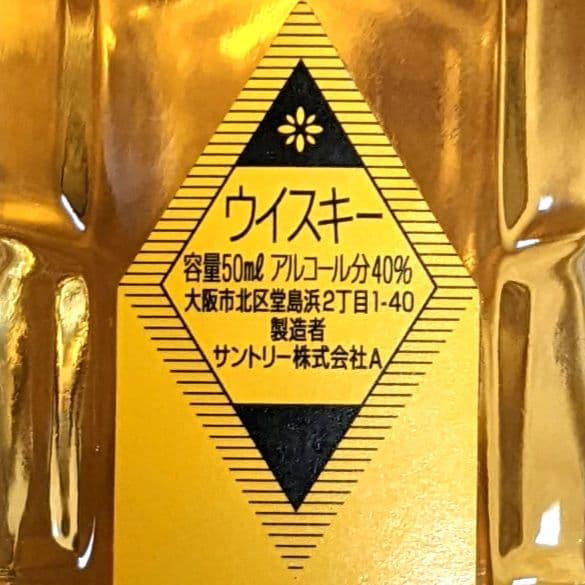 ウイスキー
容量50mℓ アルコール分40%
大阪市北区堂島浜2丁目1-40
製造者
サントリー株式会社A